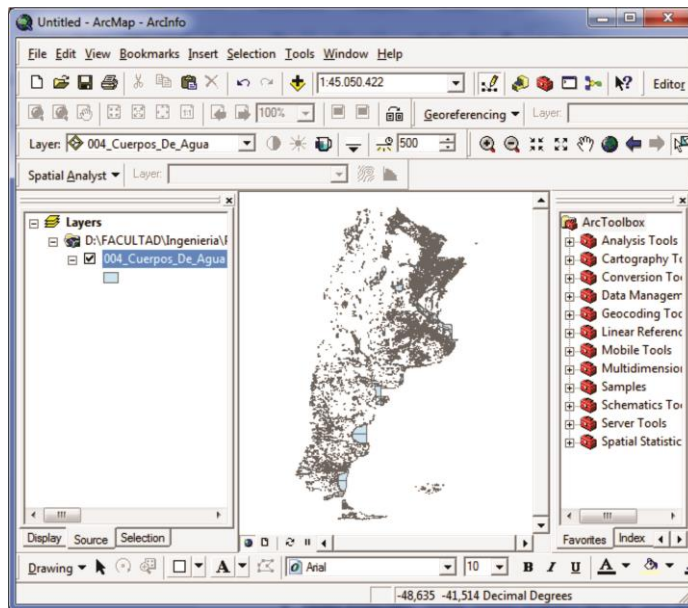 Untitled - ArcMap - ArcInfo
File Edit View Bookmarks Insert Selection Tools Window Help
1:45.050.422
Editor
100%
Georeferencing
Layer:
Layer: 004_Cuerpos_De_Agua
500
Spatial Analyst
Layer:
Layers
D:\FACULTAD\Ingenieria\
004_Cuerpos_De_Agua
Display Source Selection
ArcToolbox
Analysis Tools
Cartography To
Conversion Too
Data Managem
Geocoding Too
Linear Referenc
Mobile Tools
Multidimension
Samples
Schematics Too
Server Tools
Spatial Statistic
Favorites Index
Drawing
A
Arial
10
B I U A
-48,635 -41,514 Decimal Degrees